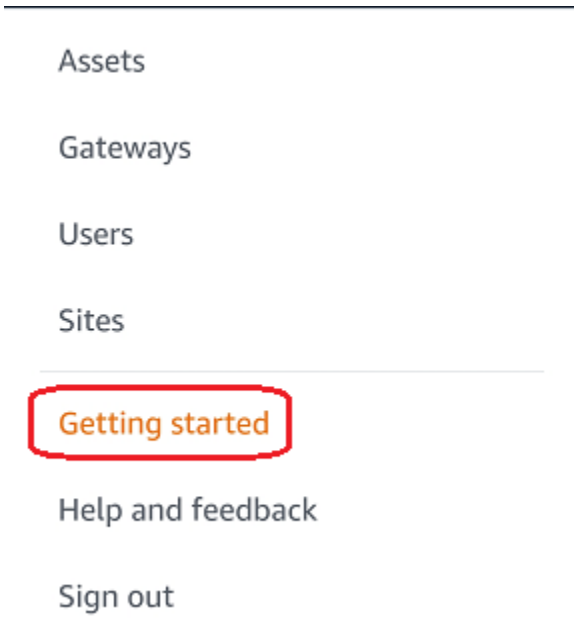 Assets
Gateways
Users
Sites
Getting started
Help and feedback
Sign out